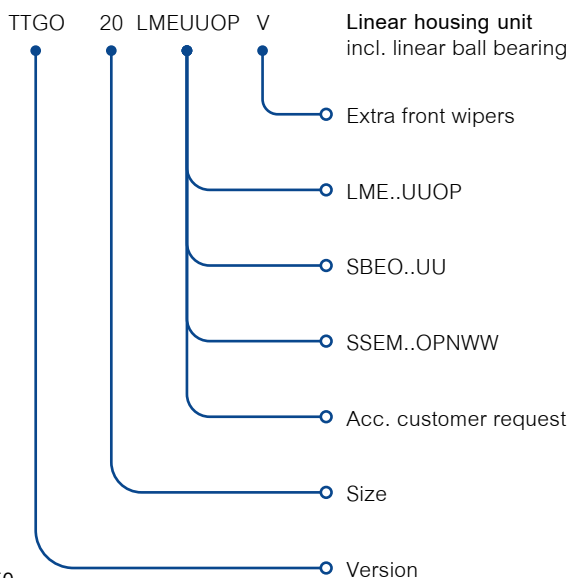 TTGO 20 LMEUUOP V
Linear housing unit
incl. linear ball bearing
Extra front wipers
LME..UUOP
SBEO..UU
SSEM..OPNWW
Acc. customer request
Size
Version